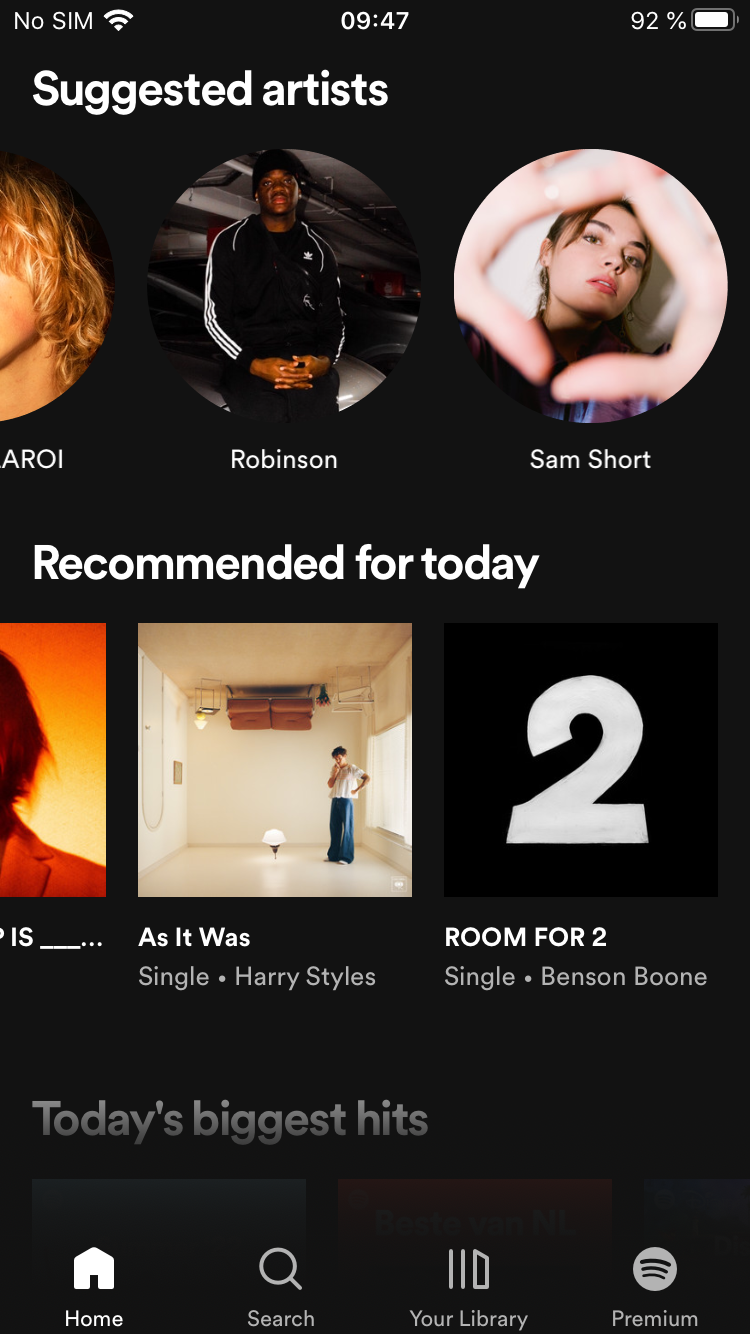 No SIM 09:47 92 %
Suggested artists
AROI Robinson Sam Short
Recommended for today
2
IS ___... As It Was ROOM FOR 2
Single • Harry Styles Single • Benson Boone
Today's biggest hits
Beste van NL
Home Search Your Library Premium